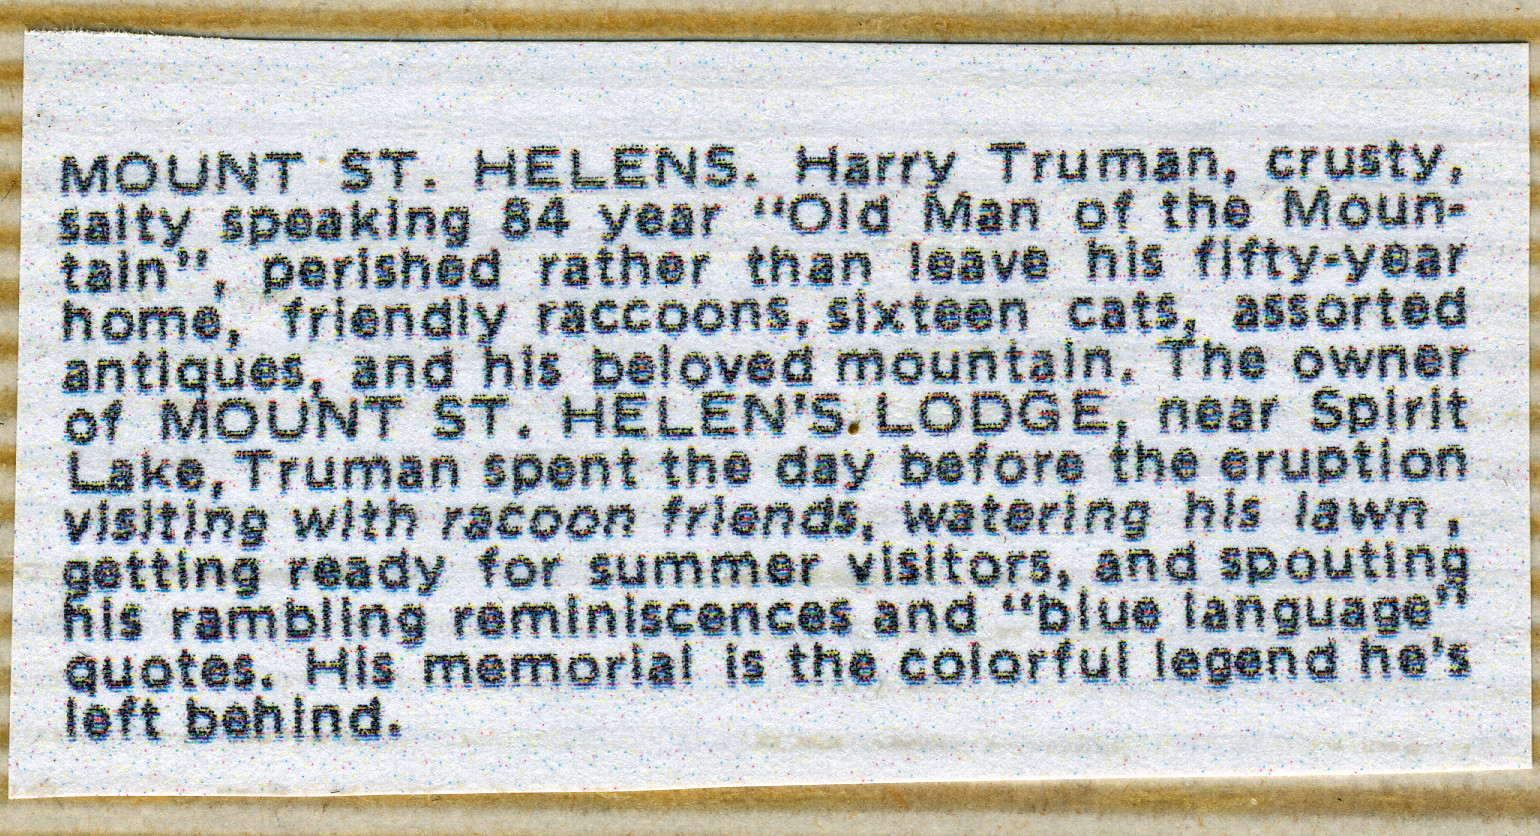 MOUNT ST. HELENS. Harry Truman, crusty,
salty speaking 84 year "Old Man of the Moun-
tain", perished rather than leave his fifty-year
home, friendly raccoons, sixteen cats, assorted
antiques, and his beloved mountain. The owner
of MOUNT ST. HELEN'S LODGE, near Spirit
Lake, Truman spent the day before the eruption
visiting with racoon friends, watering his lawn,
getting ready for summer visitors, and spouting
his rambling reminiscences and "blue language"
quotes. His memorial is the colorful legend he's
left behind.